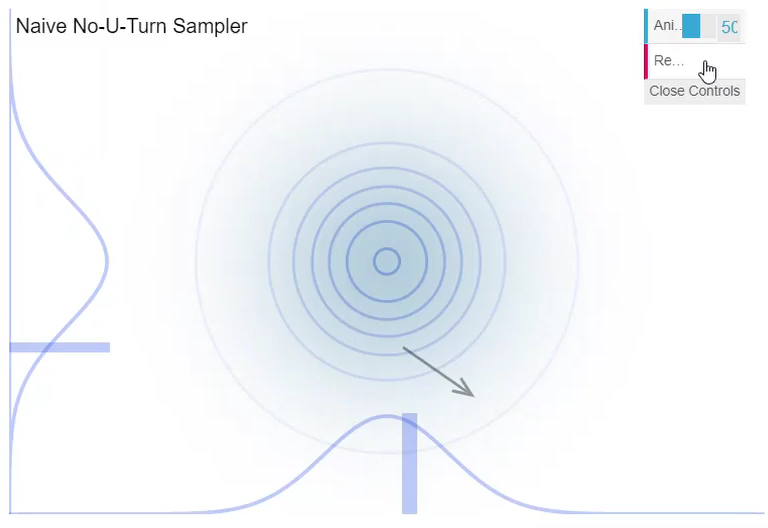 Naive No-U-Turn Sampler
Ani... 50
Re...
Close Controls